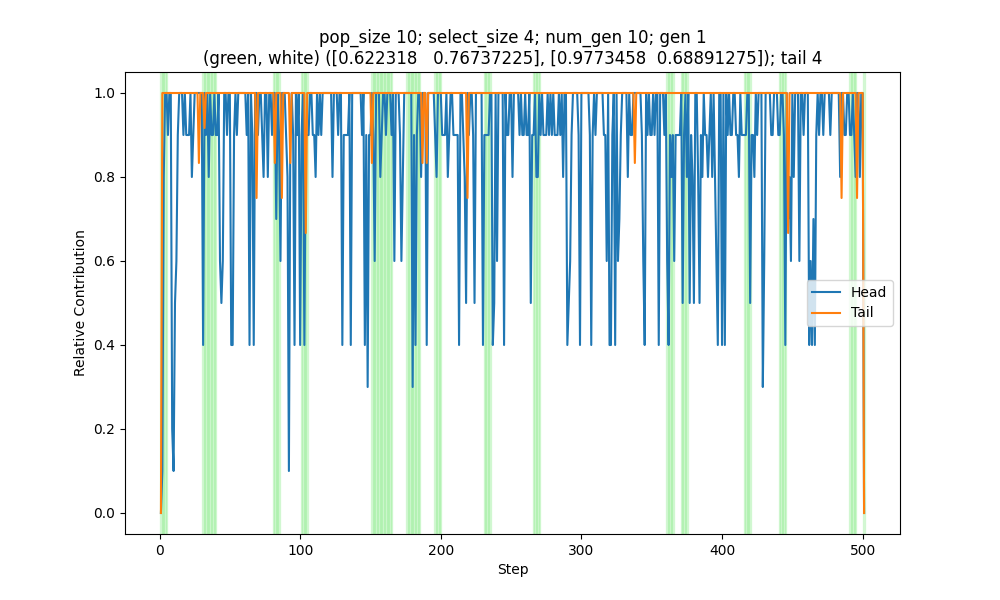 pop_size 10; select_size 4; num_gen 10; gen 1
(green, white) ([0.622318   0.76737225], [0.9773458  0.68891275]); tail 4
Relative Contribution
1.0
0.8
0.6
0.4
0.2
0.0
Head
Tail
0 100 200 300 400 500
Step